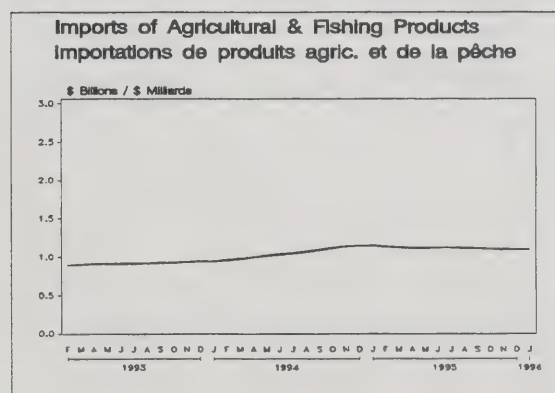 Imports of Agricultural & Fishing Products
Importations de produits agric. et de la pêche
$ Billions / $ Milliards
3.0
2.5
2.0
1.5
1.0
0.5
0.0
F M A M J J A S O N D J F M A M J J A S O N D J F M A M J J A S O N D J
1993 1994 1995 1996